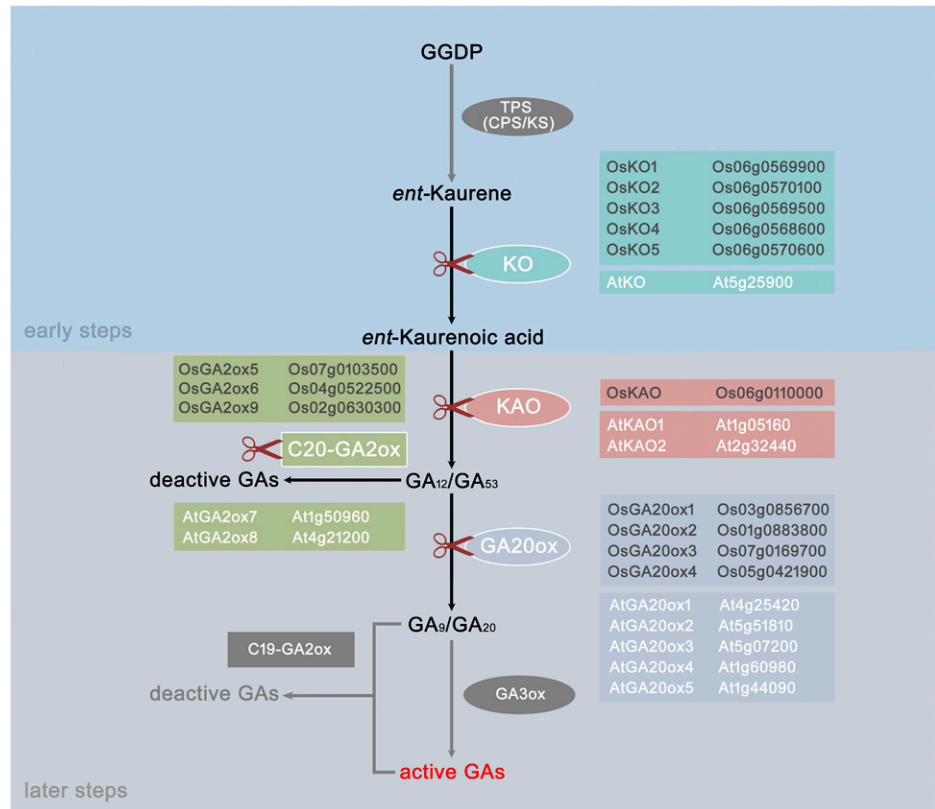 GGDP
TPS
(CPS/KS)
ent-Kaurene
OsKO1 Os06g0569900
OsKO2 Os06g0570100
OsKO3 Os06g0569500
OsKO4 Os06g0568600
OsKO5 Os06g0570600
KO
AtKO At5g25900
early steps
ent-Kaurenoic acid
OsGA2ox5 Os07g0103500
OsGA2ox6 Os04g0522500
OsGA2ox9 Os02g0630300
KAO
OsKAO Os06g0110000
AtKAO1 At1g05160
AtKAO2 At2g32440
C20-GA2ox
deactive GAs
GA₁₂/GA₅₃
AtGA2ox7 At1g50960
AtGA2ox8 At4g21200
GA20ox
OsGA20ox1 Os03g0856700
OsGA20ox2 Os01g0883800
OsGA20ox3 Os07g0169700
OsGA20ox4 Os05g0421900
AtGA20ox1 At4g25420
AtGA20ox2 At5g51810
AtGA20ox3 At5g07200
AtGA20ox4 At1g60980
AtGA20ox5 At1g44090
GA₉/GA₂₀
C19-GA2ox
deactive GAs
GA3ox
active GAs
later steps